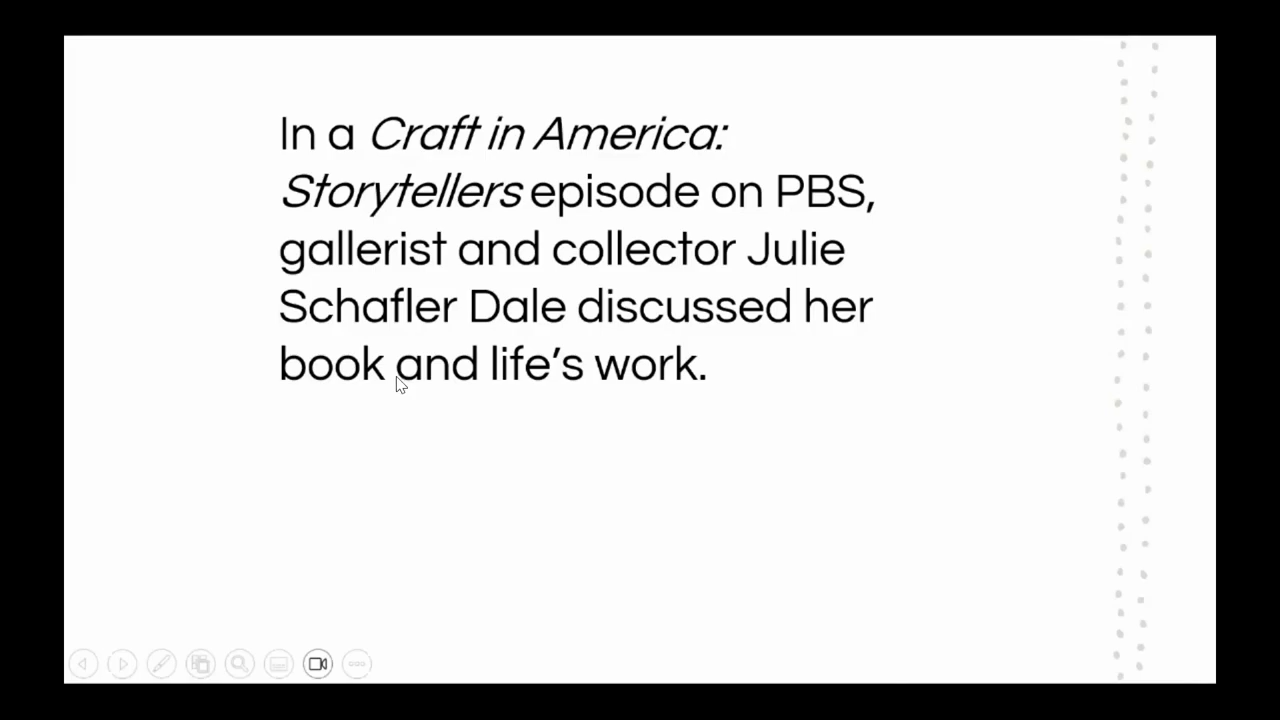 In a Craft in America:
Storytellers episode on PBS,
gallerist and collector Julie
Schafler Dale discussed her
book and life’s work.